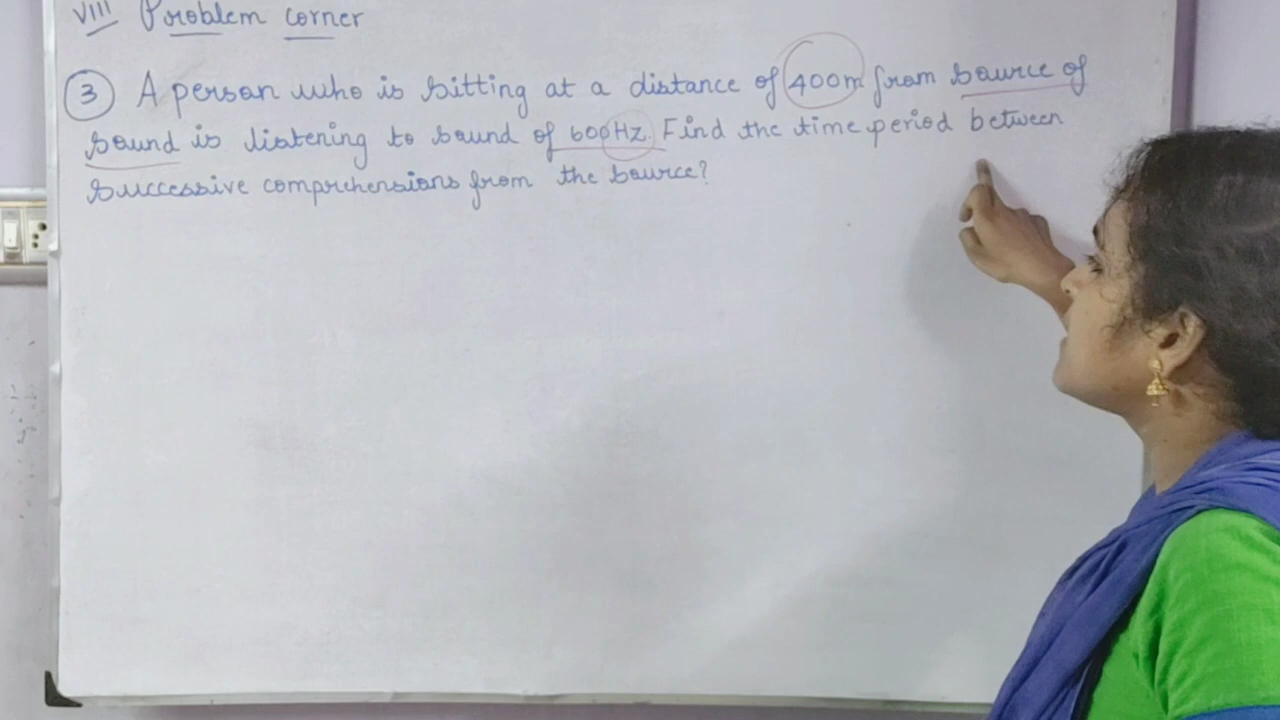 VIII Problem corner
3 A person who is sitting at a distance of 400m from source of
sound is listening to sound of 600Hz. Find the time period between
successive comprehensions from the source?